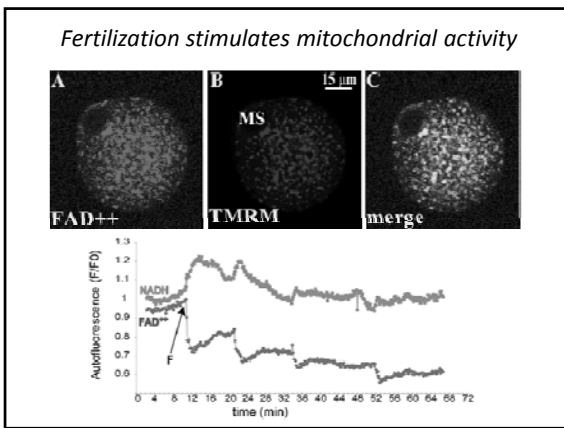 Fertilization stimulates mitochondrial activity
A B 15 µm C
MS
FAD++ TMRM merge
Autofluorescence (F/F0)
1.3
1.2
1.1
1
0.9
0.8
0.7
0.6
NADH
FAD++
F
0 4 8 12 16 20 24 28 32 36 40 44 48 52 56 60 64 68 72
time (min)